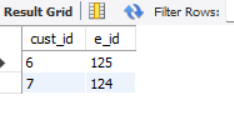 Result Grid Filter Rows:
cust_id e_id
6 125
7 124